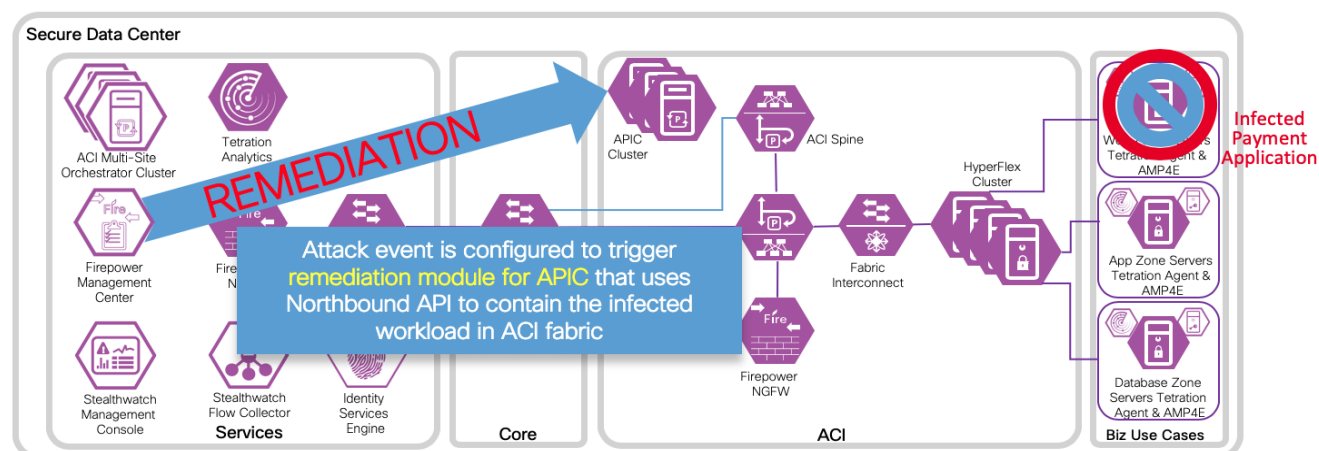 Secure Data Center
ACI Multi-Site
Orchestrator Cluster
Tetration
Analytics
REMEDIATION
APIC
Cluster
ACI Spine
HyperFlex
Cluster
Tetration Agent &
AMP4E
Infected
Payment
Application
Fire
Firepower
Management
Center
Fire
Attack event is configured to trigger
remediation module for APIC that uses
Northbound API to contain the infected
workload in ACI fabric
Fabric
Interconnect
App Zone Servers
Tetration Agent &
AMP4E
Fire
Firepower
NGFW
Stealthwatch
Management
Console
Stealthwatch
Flow Collector
Identity
Services
Engine
Database Zone
Servers Tetration
Agent & AMP4E
Services
Core
ACI
Biz Use Cases